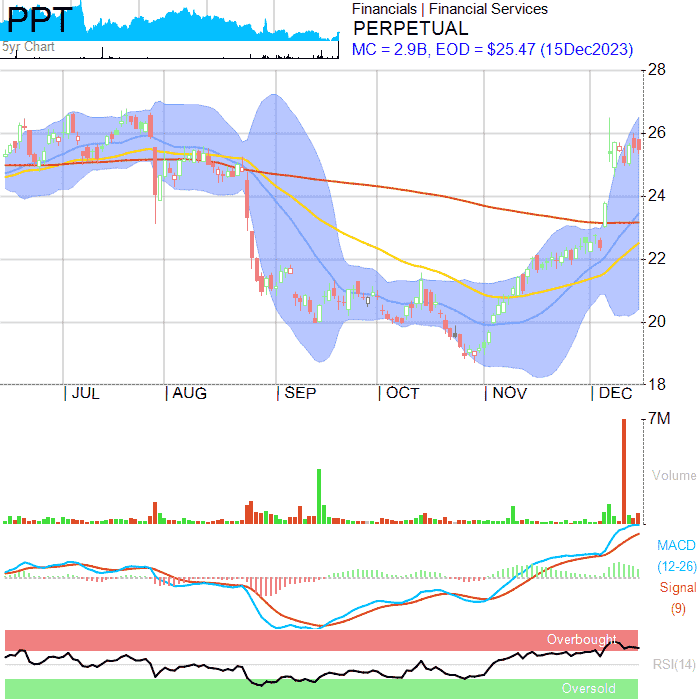 PPT
Financials | Financial Services
PERPETUAL
5yr Chart
MC = 2.9B, EOD = $25.47 (15Dec2023)
28
26
24
22
20
18
| JUL | AUG | SEP | OCT | NOV | DEC
7M
Volume
MACD
(12-26)
Signal
(9)
Overbought
RSI(14)
Oversold